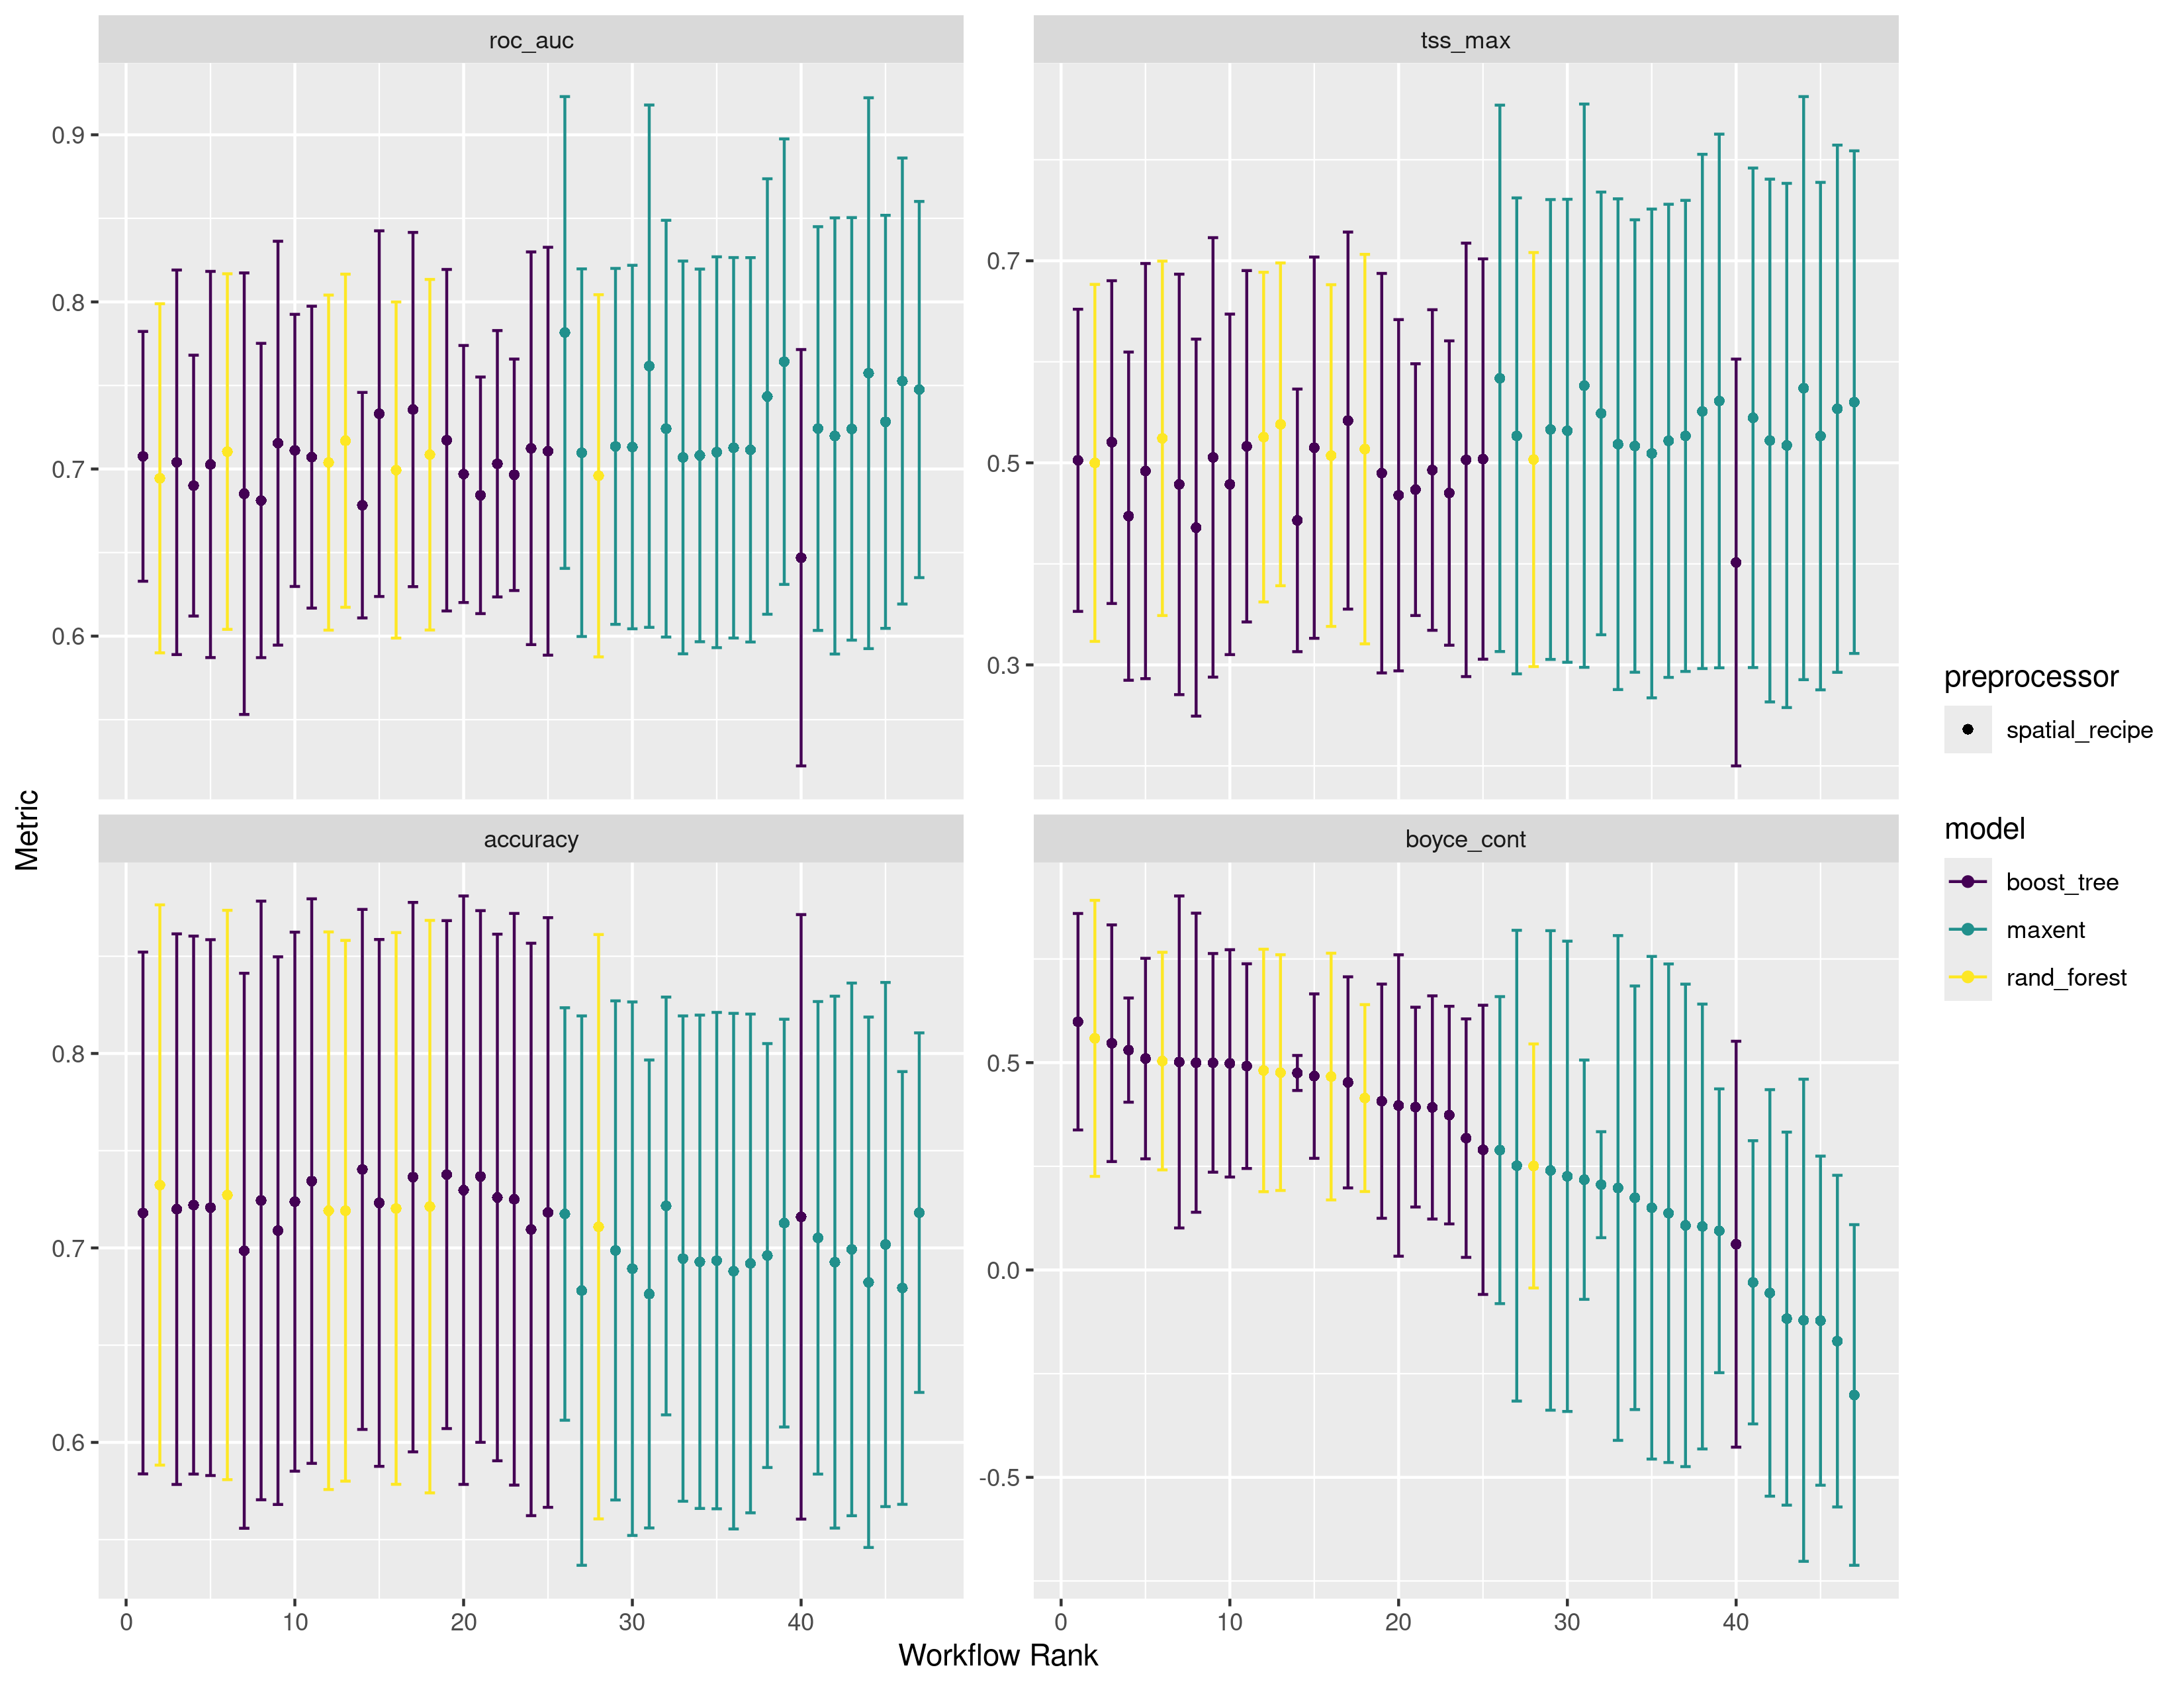 roc_auc
tss_max
0.9
0.8
0.7
0.6
0.7
0.5
0.3
accuracy
boyce_cont
0.8
0.7
0.6
0.5
0.0
-0.5
0 10 20 30 40
0 10 20 30 40
Workflow Rank
Metric
preprocessor
spatial_recipe
model
boost_tree
maxent
rand_forest